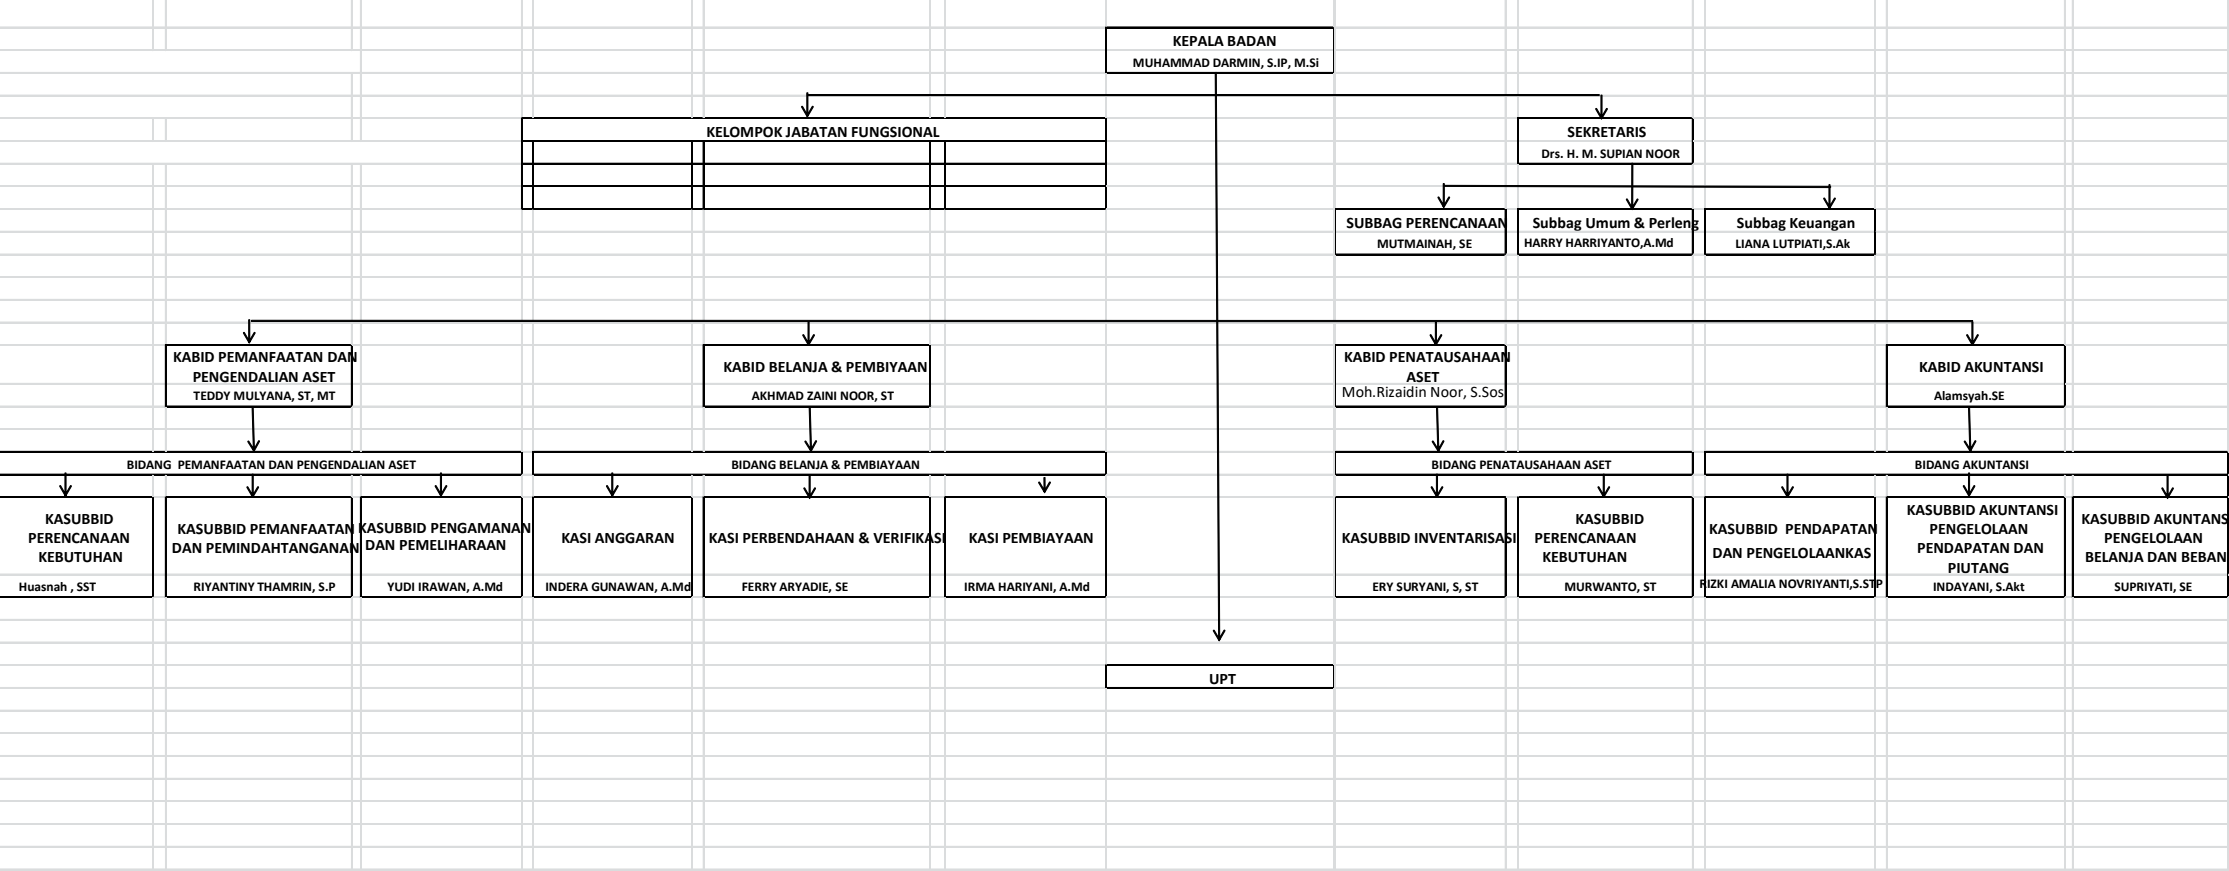 KEPALA BADAN
MUHAMMAD DARMIN, S.IP, M.Si
KELOMPOK JABATAN FUNGSIONAL
SEKRETARIS
Drs. H. M. SUPIAN NOOR
SUBBAG PERENCANAAN
MUTMAINAH, SE
Subbag Umum & Perleng
HARRY HARRIYANTO,A.Md
Subbag Keuangan
LIANA LUTPIATI,S.Ak
KABID PEMANFAATAN DAN
PENGENDALIAN ASET
TEDDY MULYANA, ST, MT
KABID BELANJA & PEMBIYAAN
AKHMAD ZAINI NOOR, ST
KABID PENATAUSAHAAN
ASET
Moh.Rizaidin Noor, S.Sos
KABID AKUNTANSI
Alamsyah.SE
BIDANG  PEMANFAATAN DAN PENGENDALIAN ASET
BIDANG BELANJA & PEMBIAYAAN
BIDANG PENATAUSAHAAN ASET
BIDANG AKUNTANSI
KASUBBID
PERENCANAAN
KEBUTUHAN
Huasnah , SST
KASUBBID PEMANFAATAN
DAN PEMINDAHTANGANAN
RIYANTINY THAMRIN, S.P
KASUBBID PENGAMANAN
DAN PEMELIHARAAN
YUDI IRAWAN, A.Md
KASI ANGGARAN
INDERA GUNAWAN, A.Md
KASI PERBENDAHAAN & VERIFIKASI
FERRY ARYADIE, SE
KASI PEMBIAYAAN
IRMA HARIYANI, A.Md
KASUBBID INVENTARISASI
ERY SURYANI, S, ST
KASUBBID
PERENCANAAN
KEBUTUHAN
MURWANTO, ST
KASUBBID  PENDAPATAN
DAN PENGELOLAANKAS
RIZKI AMALIA NOVRIYANTI,S.STP
KASUBBID AKUNTANSI
PENGELOLAAN
PENDAPATAN DAN
PIUTANG
INDAYANI, S.Akt
KASUBBID AKUNTANS
PENGELOLAAN
BELANJA DAN BEBAN
SUPRIYATI, SE
UPT